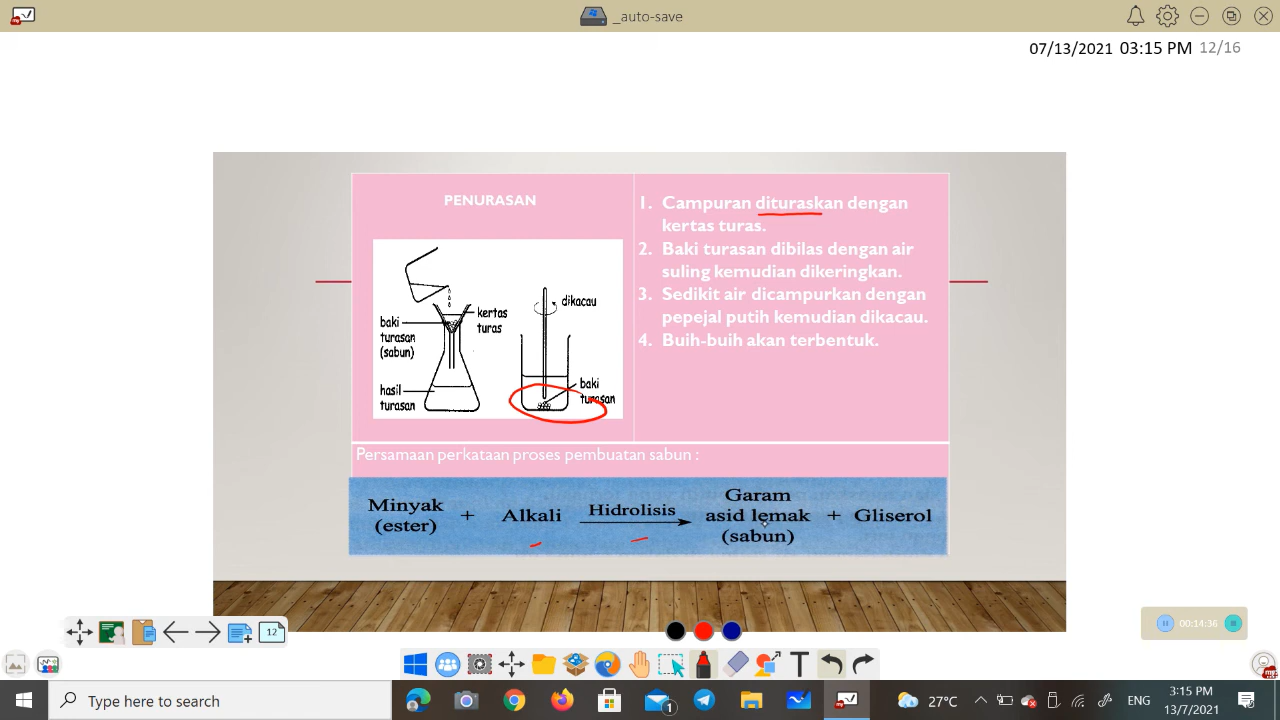 _auto-save
07/13/2021 03:15 PM 12/16
PENURASAN
dikacau
kertas
turas
baki
turasan
(sabun)
hasil
turasan
baki
turasan
1. Campuran dituraskan dengan
kertas turas.
2. Baki turasan dibilas dengan air
suling kemudian dikeringkan.
3. Sedikit air dicampurkan dengan
pepejal putih kemudian dikacau.
4. Buih-buih akan terbentuk.
Persamaan perkataan proses pembuatan sabun :
Minyak
(ester)
+
Alkali
Hidrolisis
Garam
asid lemak
(sabun)
+
Gliserol
00:14:36
12
T
Type here to search
1
27°C
ENG
3:15 PM
13/7/2021